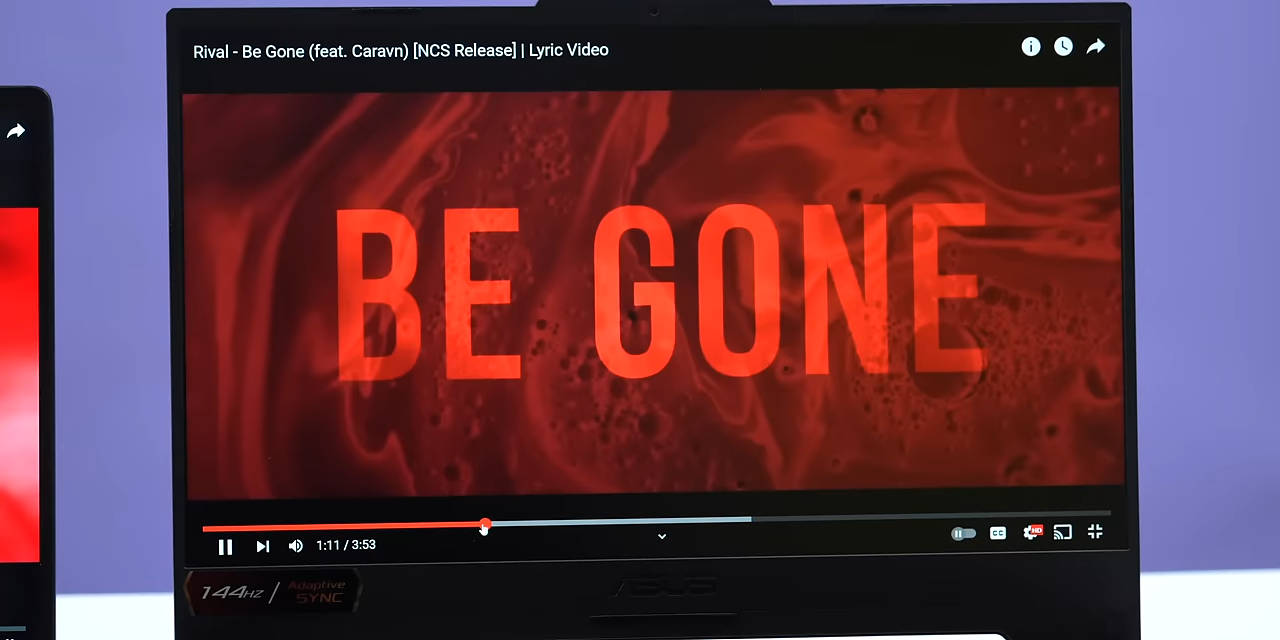 Rival - Be Gone (feat. Caravn) [NCS Release] | Lyric Video
BE GONE
1:11 / 3:53
CC
HD
144HZ / Adaptive SYNC
ASUS